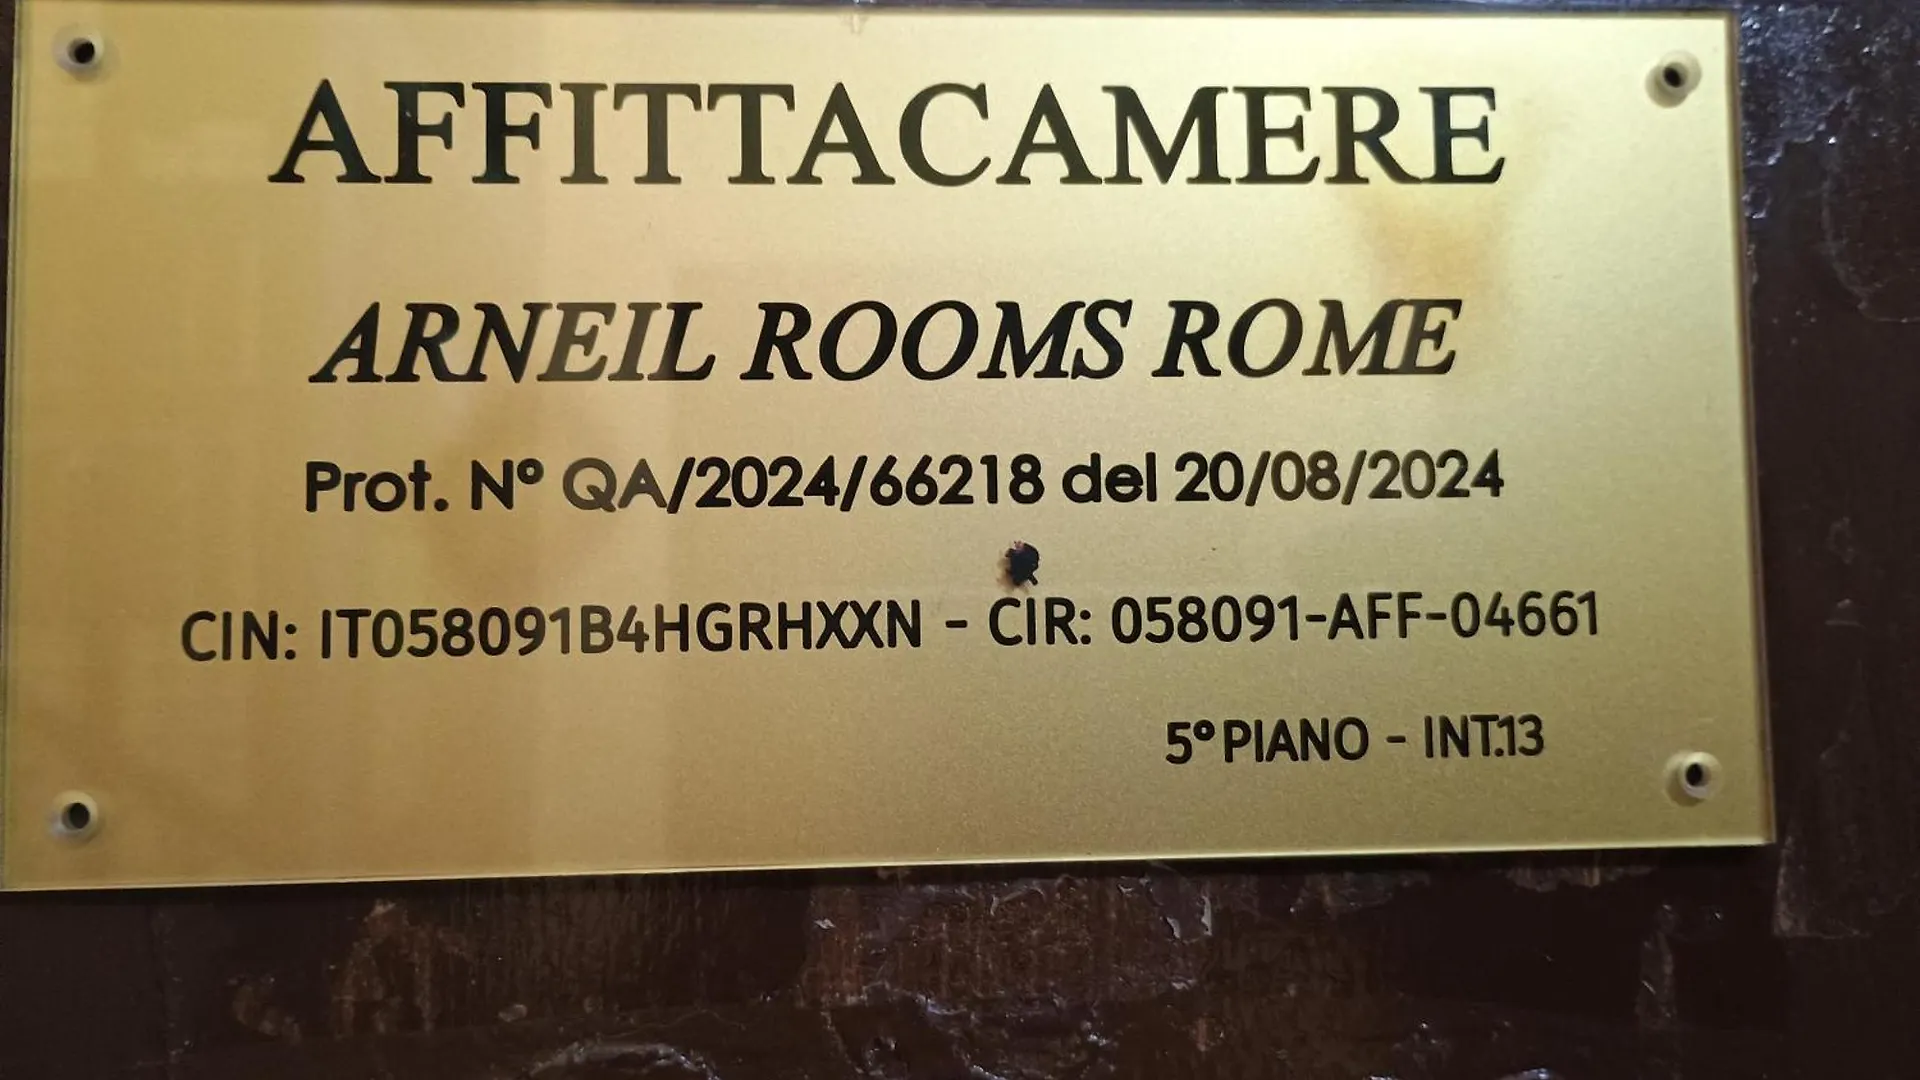 AFFITTACAMERE
ARNEIL ROOMS ROME
Prot. N° QA/2024/66218 del 20/08/2024
CIN: IT058091B4HGRHXXN - CIR: 058091-AFF-04661
5° PIANO - INT.13